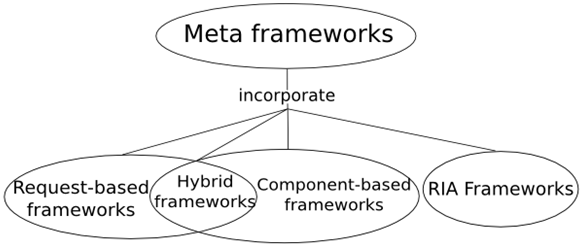 Meta frameworks
incorporate
Request-based
frameworks
Hybrid
frameworks
Component-based
frameworks
RIA Frameworks